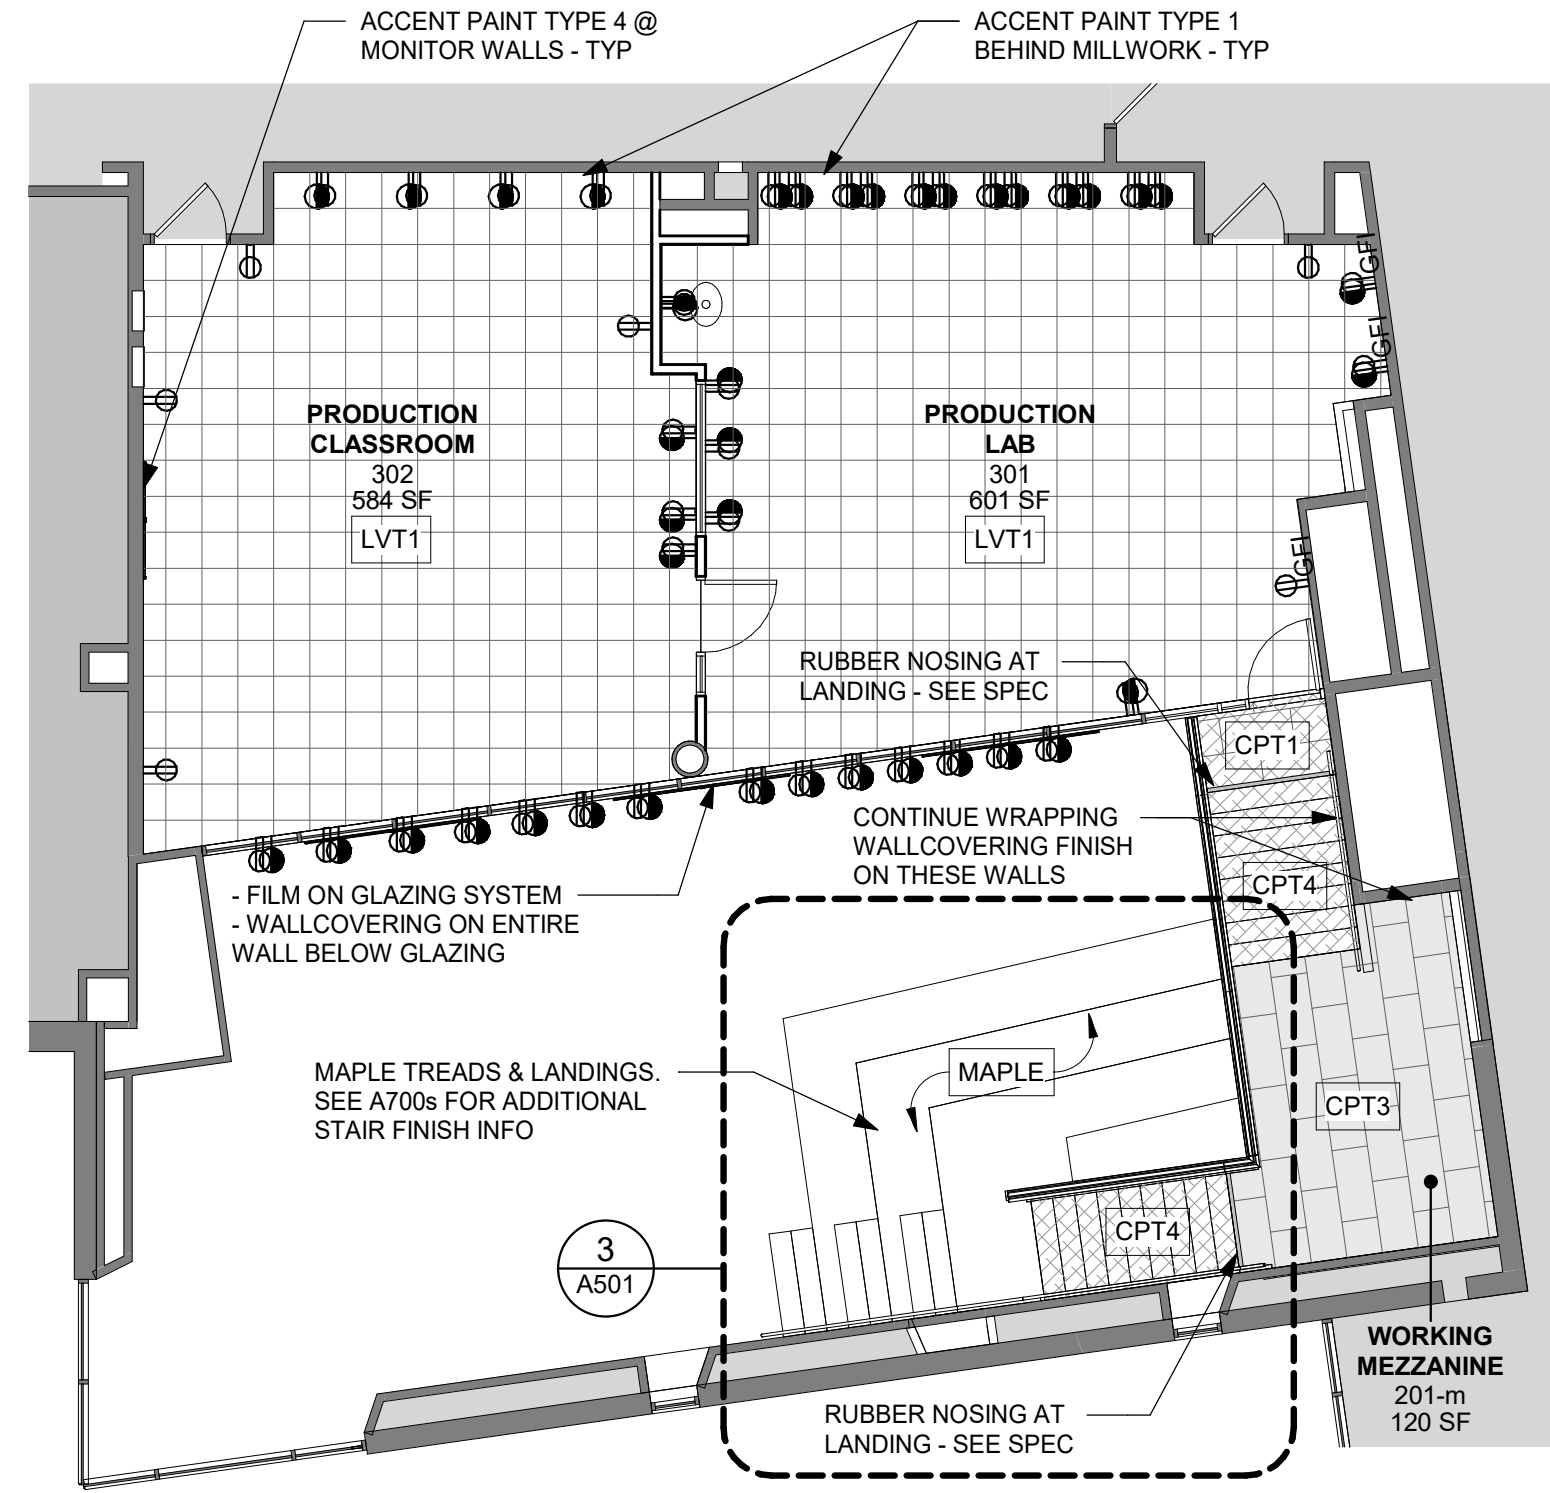 ACCENT PAINT TYPE 4 @
MONITOR WALLS - TYP
ACCENT PAINT TYPE 1
BEHIND MILLWORK - TYP
GFI
GFI
PRODUCTION
CLASSROOM
302
584 SF
LVT1
PRODUCTION
LAB
301
601 SF
LVT1
GFI
RUBBER NOSING AT
LANDING - SEE SPEC
CPT1
CONTINUE WRAPPING
WALLCOVERING FINISH
ON THESE WALLS
CPT4
- FILM ON GLAZING SYSTEM
- WALLCOVERING ON ENTIRE
WALL BELOW GLAZING
MAPLE TREADS & LANDINGS.
SEE A700s FOR ADDITIONAL
STAIR FINISH INFO
MAPLE
CPT3
CPT4
3
A501
WORKING
MEZZANINE
201-m
120 SF
RUBBER NOSING AT
LANDING - SEE SPEC